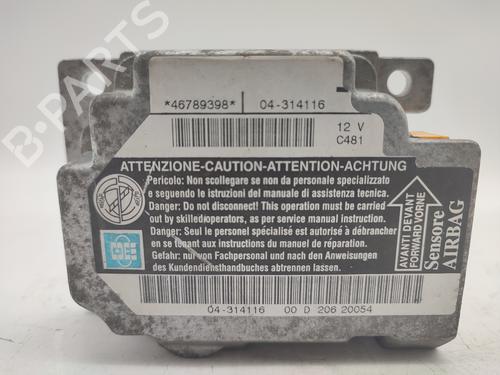 *46789398* 04-314116
12 V
C481
ATTENZIONE-CAUTION-ATTENTION-ACHTUNG
Pericolo: Non scollegare se non da personale specializzato
e seguendo le istruzioni del manuale di assistenza tecnica.
Danger: Do not disconnect! This operation must be carried
out by skilled operators, as per service manual instruction.
Danger: Seul le personel spécialisé est autorisé à débrancher
en se tenant aux instructions du manuel de réparation.
Gefahr: nur von Fachpersonal und nach den Anweisungen
des Kundendiensthandbuches abtrennen lassen.
AVANTI DEVANT
FORWARD VORNE
Sensore
AIRBAG
04-314116 00 D 206 20054
B-PARTS